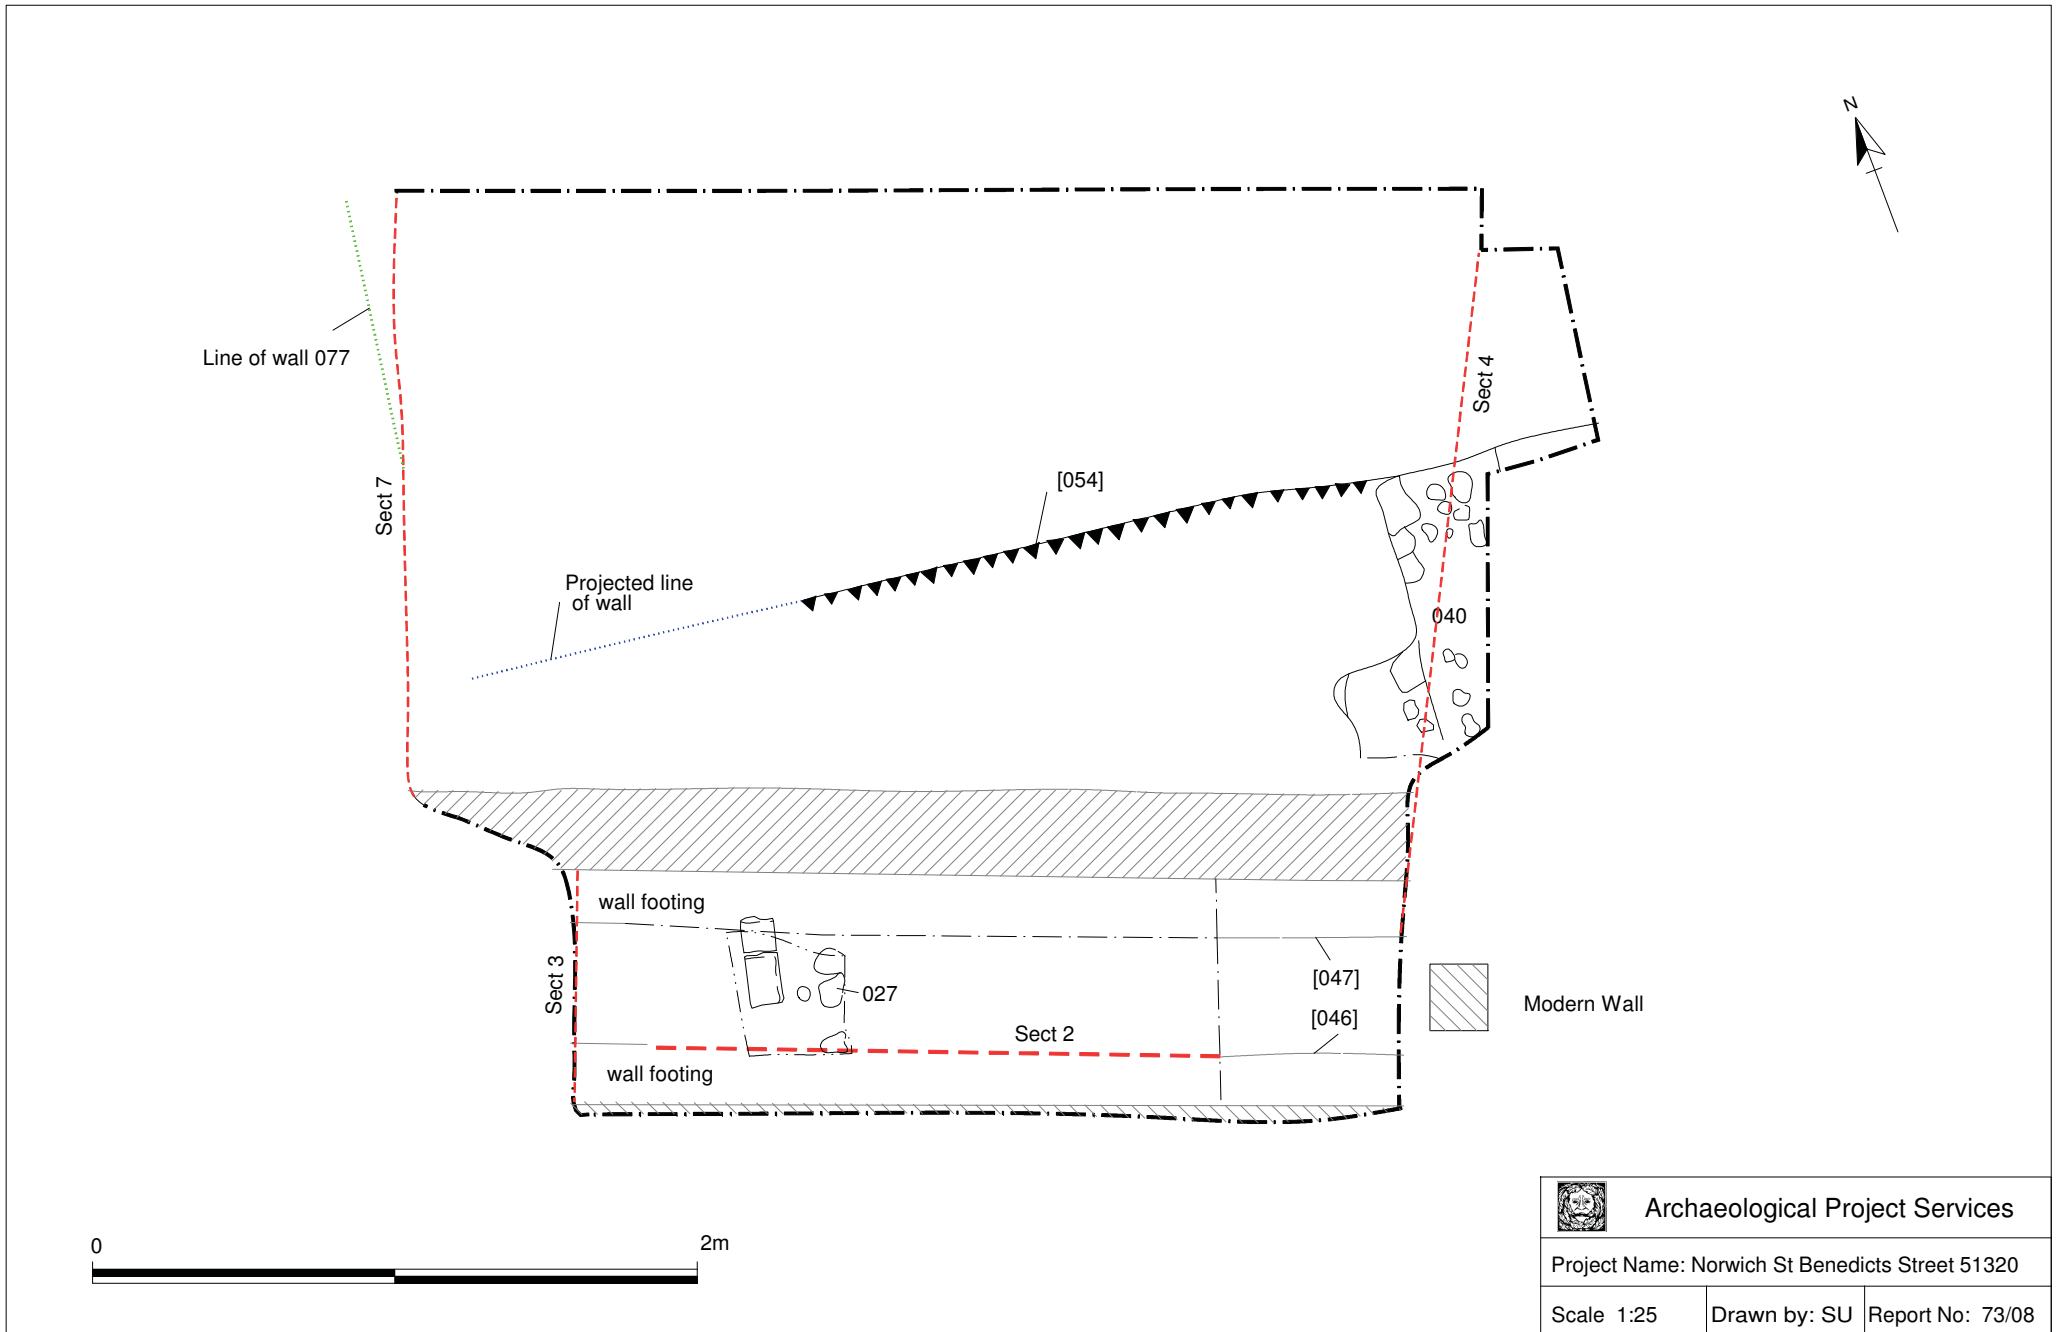 N
Line of wall 077
Sect 7
Sect 4
[054]
Projected line
of wall
040
wall footing
Sect 3
027
[047]
[046]
Sect 2
wall footing
Modern Wall
0
2m
Archaeological Project Services
Project Name: Norwich St Benedicts Street 51320
Scale 1:25
Drawn by: SU
Report No: 73/08